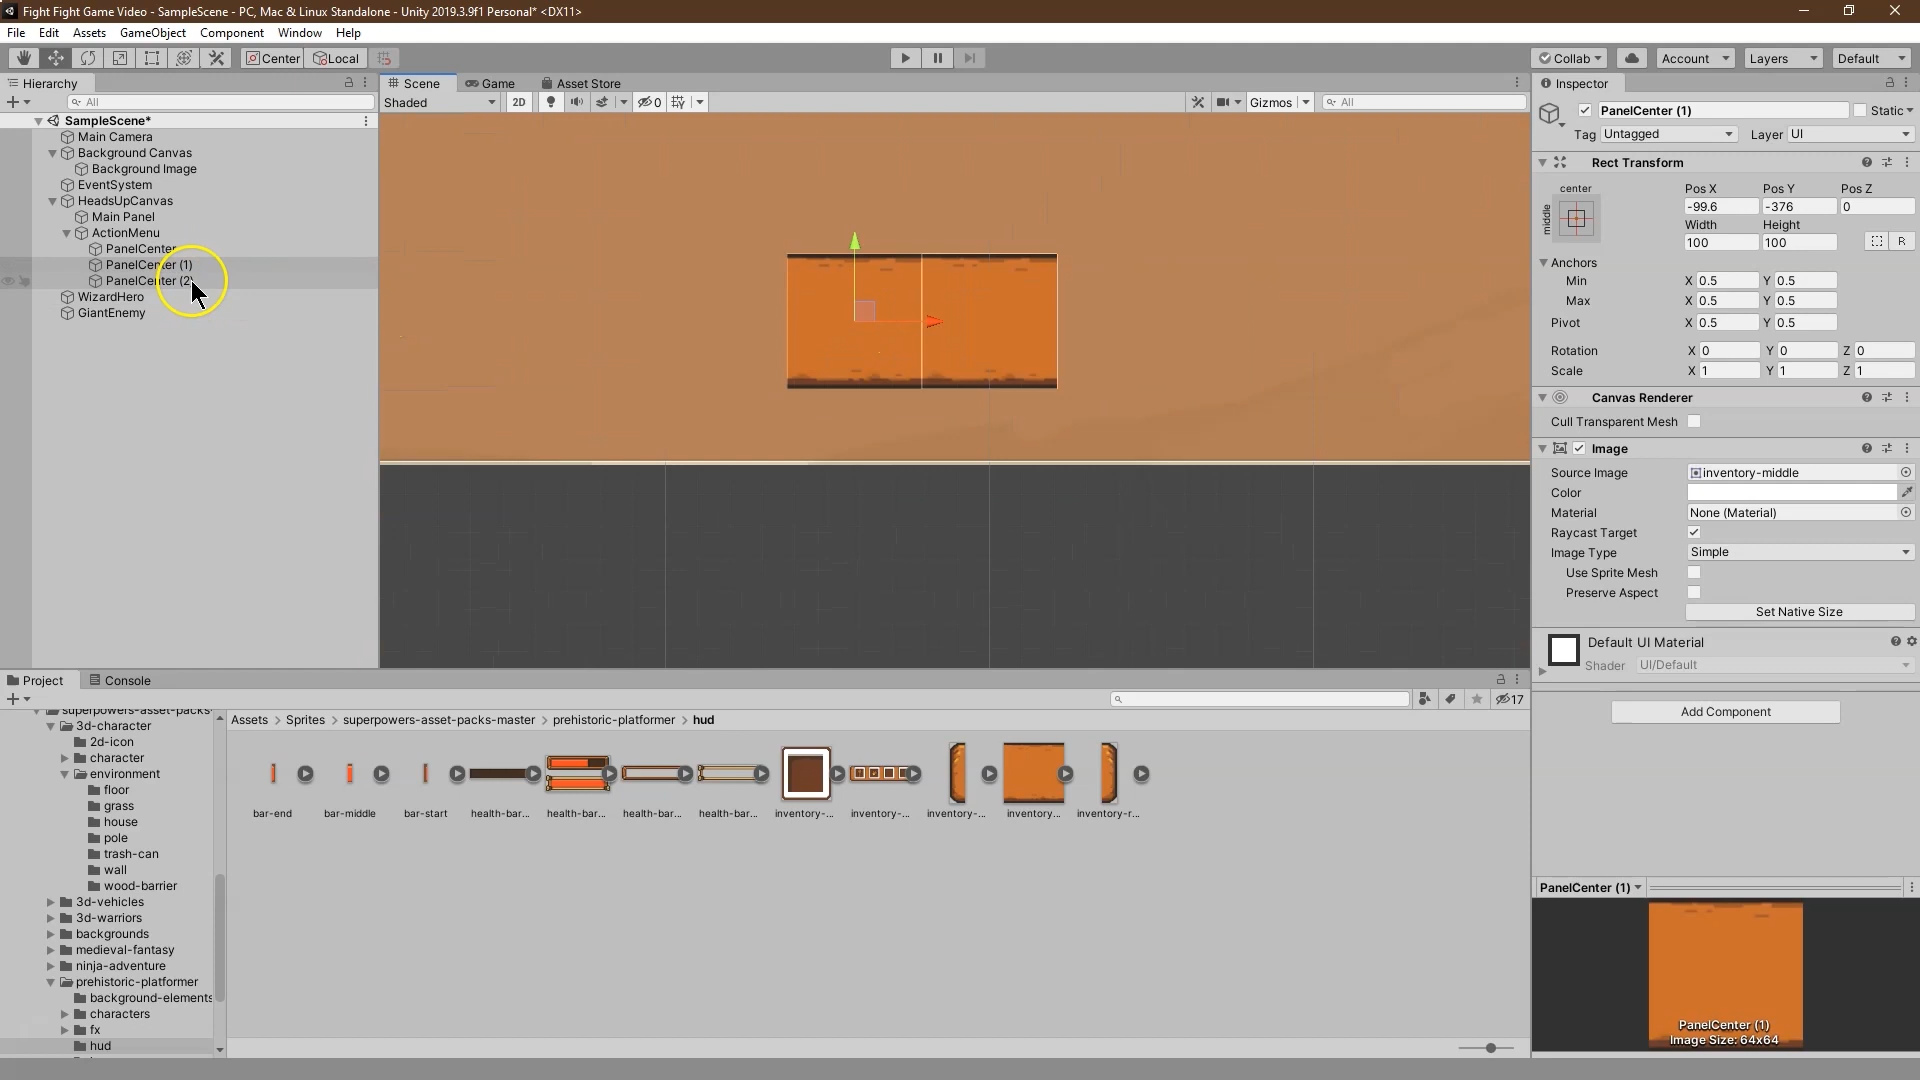 Fight Fight Game Video - SampleScene - PC, Mac & Linux Standalone - Unity 2019.3.9f1 Personal* <DX11>
File Edit Assets GameObject Component Window Help
Center Local Collab Account Layers Default
Hierarchy
All
SampleScene*
Main Camera
Background Canvas
Background Image
EventSystem
HeadsUpCanvas
Main Panel
ActionMenu
PanelCenter
PanelCenter (1)
PanelCenter (2)
WizardHero
GiantEnemy
Scene Game Asset Store
Shaded 2D 0 Gizmos All
Inspector
PanelCenter (1) Static
Tag Untagged Layer UI
Rect Transform
center
middle
Pos X Pos Y Pos Z
-99.6 -376 0
Width Height
100 100 R
Anchors
Min X 0.5 Y 0.5
Max X 0.5 Y 0.5
Pivot X 0.5 Y 0.5
Rotation X 0 Y 0 Z 0
Scale X 1 Y 1 Z 1
Canvas Renderer
Cull Transparent Mesh
Image
Source Image inventory-middle
Color
Material None (Material)
Raycast Target
Image Type Simple
Use Sprite Mesh
Preserve Aspect
Set Native Size
Default UI Material
Shader UI/Default
Add Component
PanelCenter (1)
PanelCenter (1)
Image Size: 64x64
Project Console
17
superpowers-asset-packs-
3d-character
2d-icon
character
environment
floor
grass
house
pole
trash-can
wall
wood-barrier
3d-vehicles
3d-warriors
backgrounds
medieval-fantasy
ninja-adventure
prehistoric-platformer
background-elements
characters
fx
hud
Assets > Sprites > superpowers-asset-packs-master > prehistoric-platformer > hud
bar-end bar-middle bar-start health-bar... health-bar... health-bar... health-bar... inventory-... inventory-... inventory-... inventory... inventory-r...